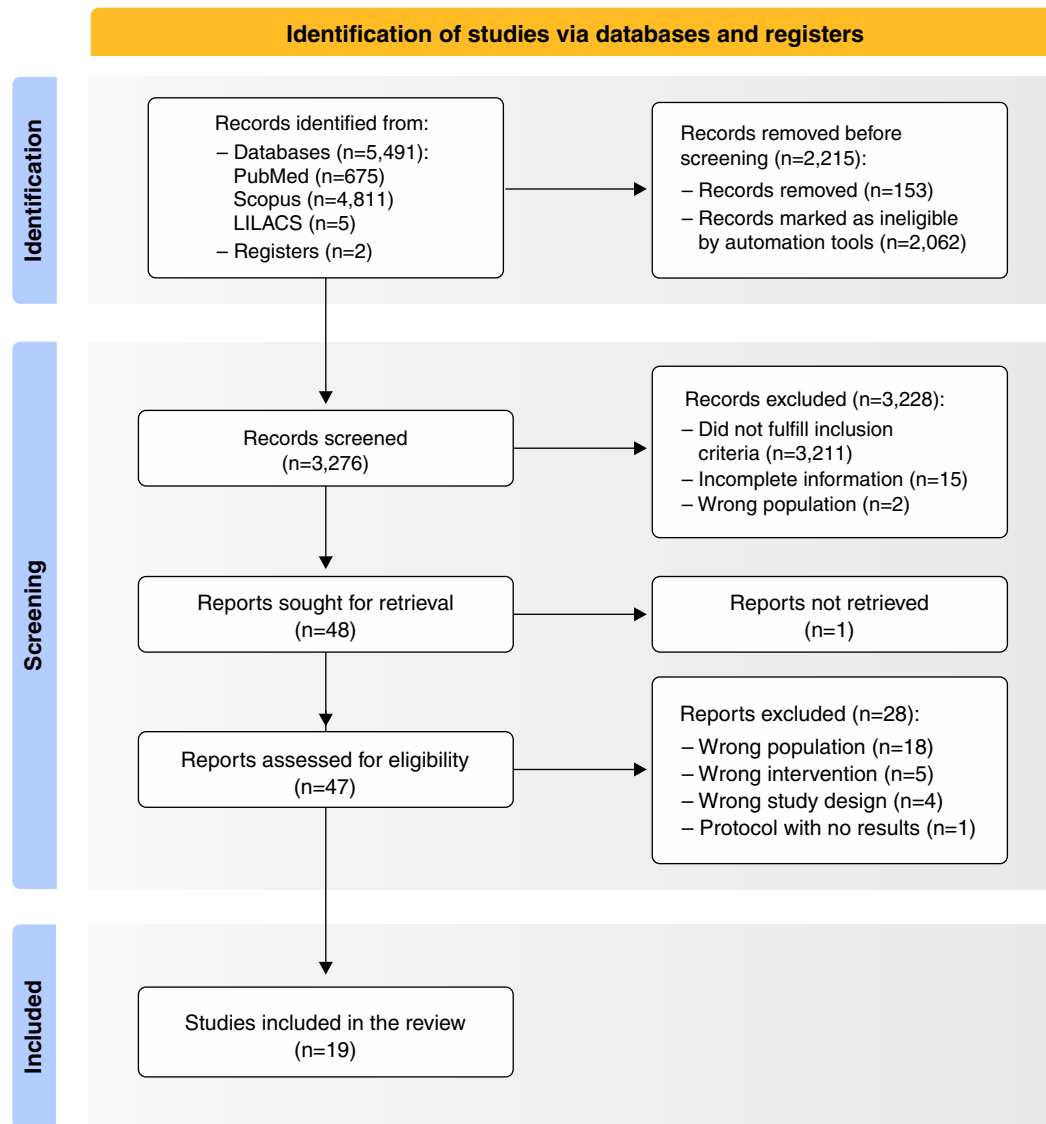 Identification of studies via databases and registers
Identification
Records identified from:
– Databases (n=5,491):
PubMed (n=675)
Scopus (n=4,811)
LILACS (n=5)
– Registers (n=2)
Records removed before
screening (n=2,215):
– Records removed (n=153)
– Records marked as ineligible
by automation tools (n=2,062)
Screening
Records screened
(n=3,276)
Records excluded (n=3,228):
– Did not fulfill inclusion
criteria (n=3,211)
– Incomplete information (n=15)
– Wrong population (n=2)
Reports sought for retrieval
(n=48)
Reports not retrieved
(n=1)
Reports assessed for eligibility
(n=47)
Reports excluded (n=28):
– Wrong population (n=18)
– Wrong intervention (n=5)
– Wrong study design (n=4)
– Protocol with no results (n=1)
Included
Studies included in the review
(n=19)